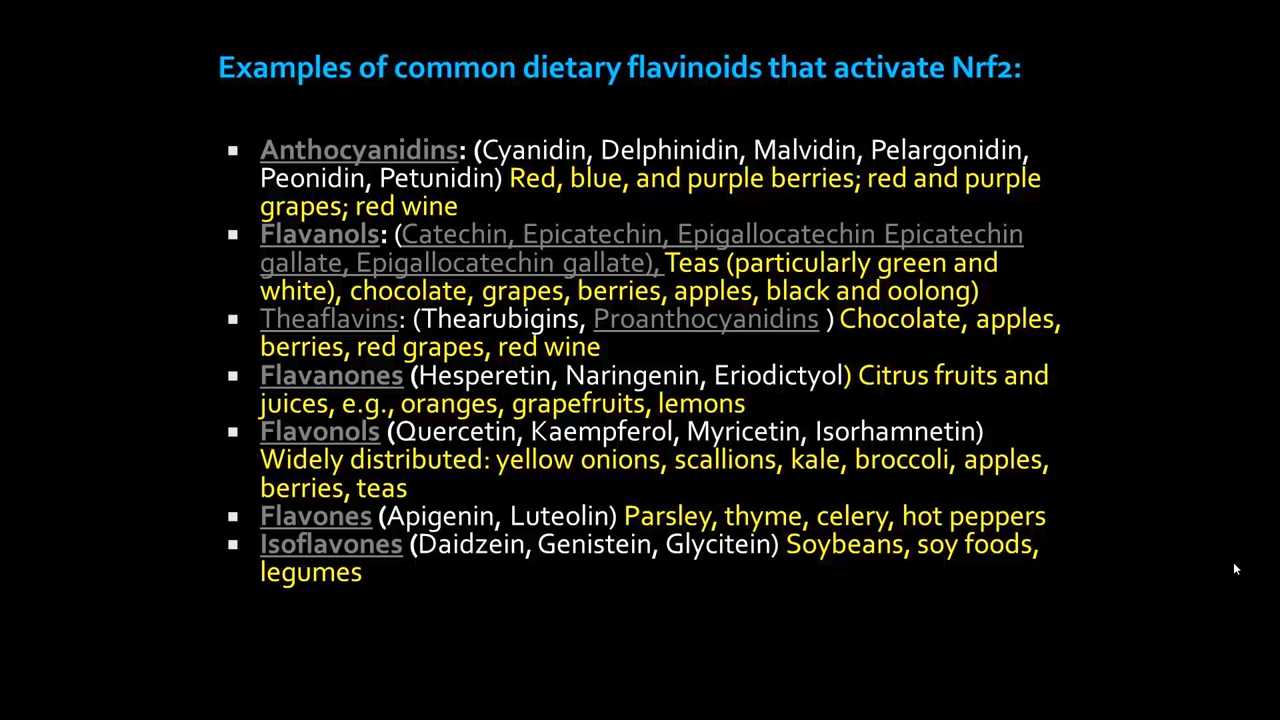 Examples of common dietary flavinoids that activate Nrf2:
▪ Anthocyanidins: (Cyanidin, Delphinidin, Malvidin, Pelargonidin,
Peonidin, Petunidin) Red, blue, and purple berries; red and purple
grapes; red wine
▪ Flavanols: (Catechin, Epicatechin, Epigallocatechin Epicatechin
gallate, Epigallocatechin gallate), Teas (particularly green and
white), chocolate, grapes, berries, apples, black and oolong)
▪ Theaflavins: (Thearubigins, Proanthocyanidins ) Chocolate, apples,
berries, red grapes, red wine
▪ Flavanones (Hesperetin, Naringenin, Eriodictyol) Citrus fruits and
juices, e.g., oranges, grapefruits, lemons
▪ Flavonols (Quercetin, Kaempferol, Myricetin, Isorhamnetin)
Widely distributed: yellow onions, scallions, kale, broccoli, apples,
berries, teas
▪ Flavones (Apigenin, Luteolin) Parsley, thyme, celery, hot peppers
▪ Isoflavones (Daidzein, Genistein, Glycitein) Soybeans, soy foods,
legumes